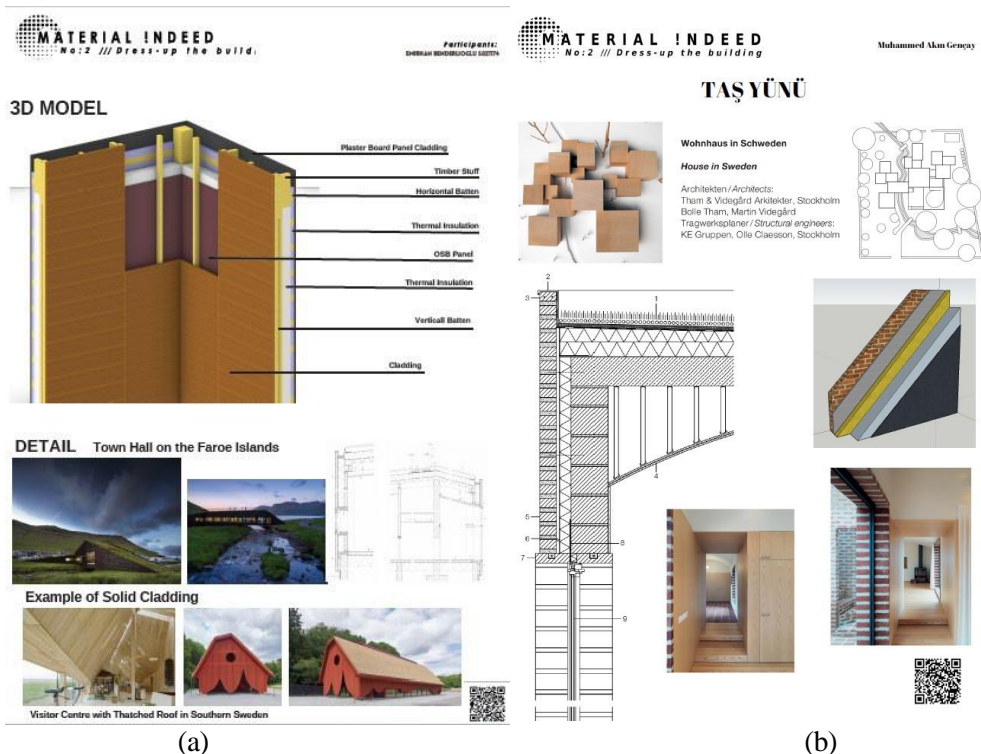 MATERIAL !NDEED
No:2 /// Dress-up the build
Participants:
3D MODEL
Plaster Board Panel Cladding
Timber Stuff
Horizontal Batten
Thermal Insulation
OSB Panel
Thermal Insulation
Verticall Batten
Cladding
DETAIL Town Hall on the Faroe Islands
Example of Solid Cladding
Visitor Centre with Thatched Roof in Southern Sweden
(a)
MATERIAL !NDEED
No:2 /// Dress-up the building
Muhammed Akın Gençay
TAŞ YÜNÜ
Wohnhaus in Schweden
House in Sweden
Architekten / Architects:
Tham & Videgård Arkitekter, Stockholm
Bolle Tham, Martin Videgård
Tragwerksplaner / Structural engineers:
KE Gruppen, Olle Claesson, Stockholm
2
3
1
4
5
6
7
8
9
(b)